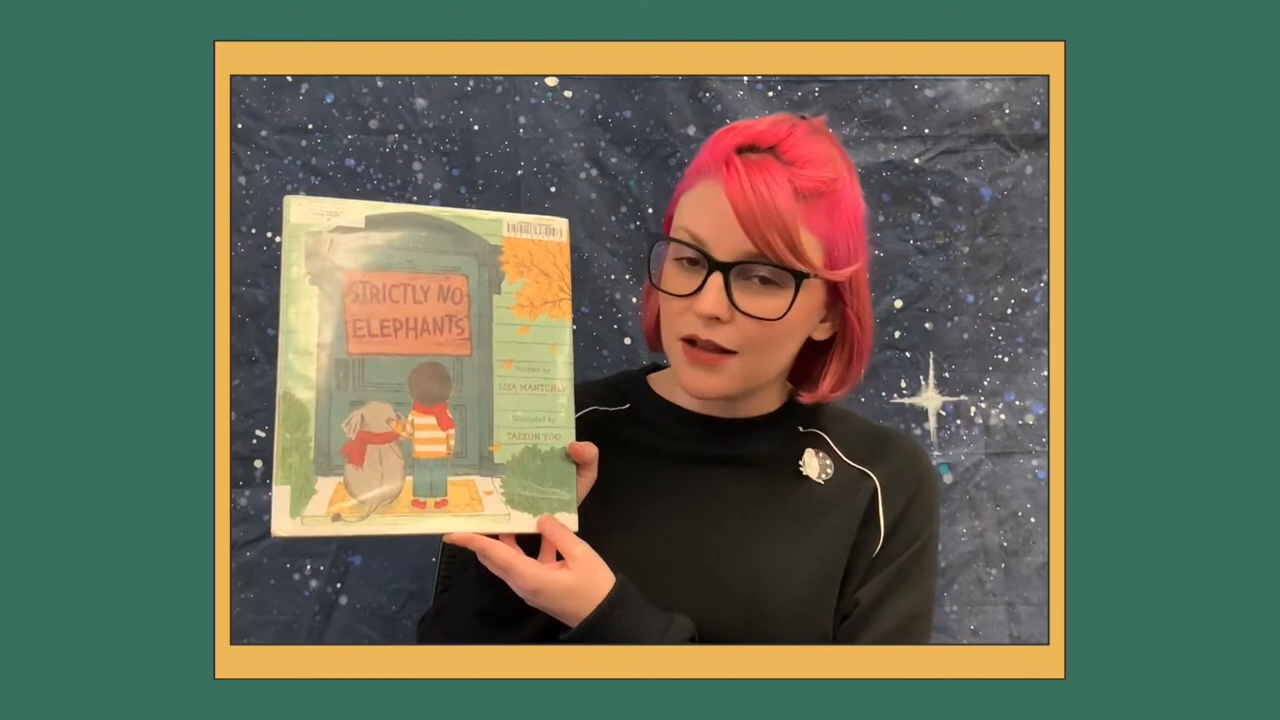 STRICTLY NO
ELEPHANTS
Written by
LISA MANTCHEV
Illustrated by
TAEEUN YOO